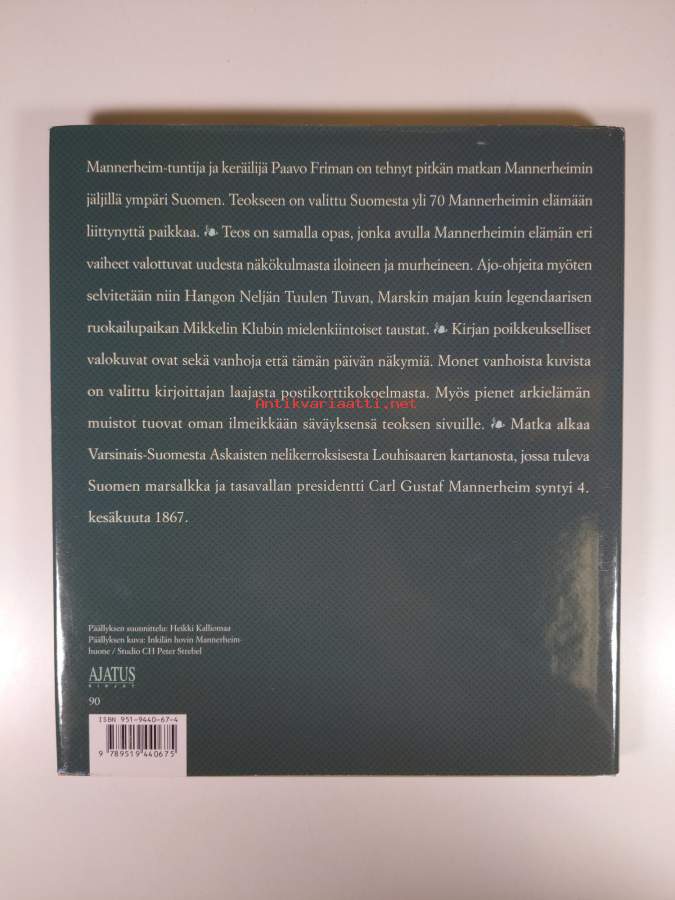 Mannerheim-tuntija ja keräilijä Paavo Friman on tehnyt pitkän matkan Mannerheimin
jäljillä ympäri Suomen. Teokseen on valittu Suomesta yli 70 Mannerheimin elämään
liittynyttä paikkaa. ❧ Teos on samalla opas, jonka avulla Mannerheimin elämän eri
vaiheet valottuvat uudesta näkökulmasta iloineen ja murheineen. Ajo-ohjeita myöten
selvitetään niin Hangon Neljän Tuulen Tuvan, Marskin majan kuin legendaarisen
ruokailupaikan Mikkelin Klubin mielenkiintoiset taustat. ❧ Kirjan poikkeukselliset
valokuvat ovat sekä vanhoja että tämän päivän näkymiä. Monet vanhoista kuvista
on valittu kirjoittajan laajasta postikorttikokoelmasta. Myös pienet arkielämän
Antikvariaatti.net
muistot tuovat oman ilmeikkään säväyksensä teoksen sivuille. ❧ Matka alkaa
Varsinais-Suomesta Askaisten nelikerroksisesta Louhisaaren kartanosta, jossa tuleva
Suomen marsalkka ja tasavallan presidentti Carl Gustaf Mannerheim syntyi 4.
kesäkuuta 1867.
Päällyksen suunnittelu: Heikki Kalliomaa
Päällyksen kuva: Inkilän hovin Mannerheim-
huone / Studio CH Peter Strebel
AJATUS
KIRJAT
90
ISBN 951-9440-67-4
9 789519 440675